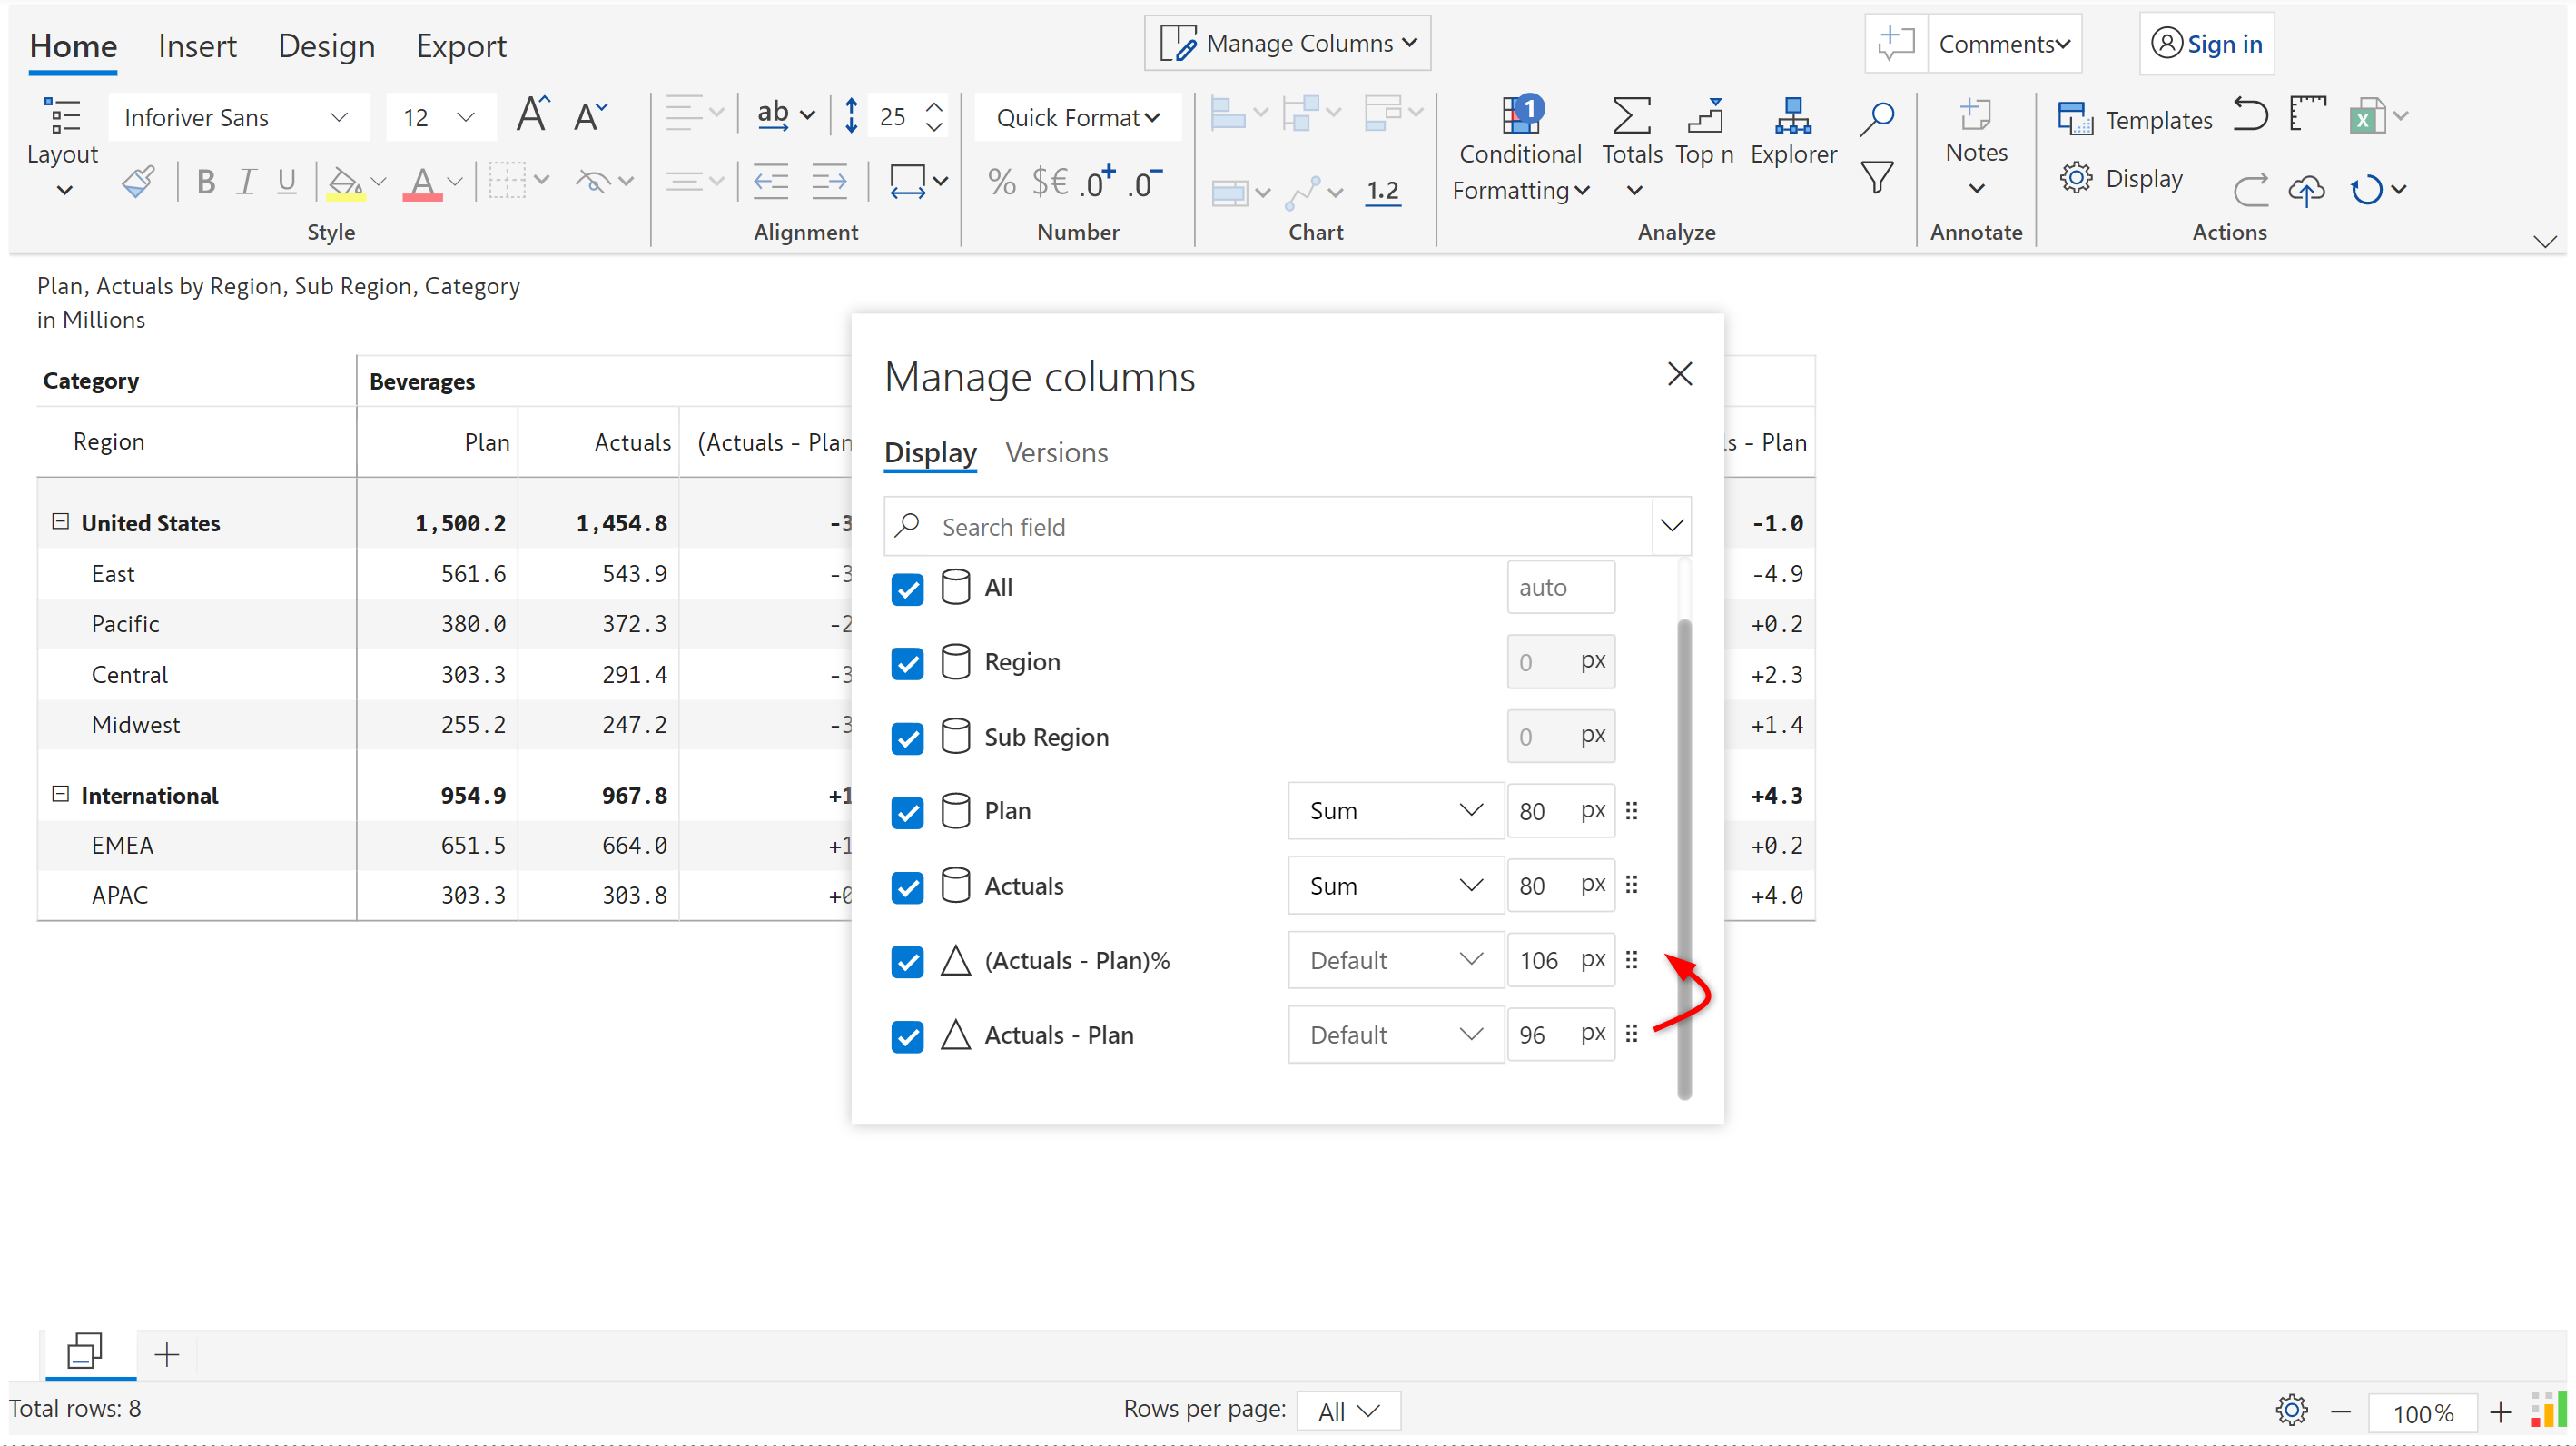 Home Insert Design Export Manage Columns Comments Sign in
Layout Inforiver Sans 12 A A ab 25 Quick Format Conditional Formatting Totals Top n Explorer Notes Templates
B I U A % $€ .0+ .0− 1.2 Display
Style Alignment Number Chart Analyze Annotate Actions
Plan, Actuals by Region, Sub Region, Category
in Millions
Category Beverages
Region Plan Actuals (Actuals - Plan s - Plan
United States 1,500.2 1,454.8 -3 -1.0
East 561.6 543.9 -3 -4.9
Pacific 380.0 372.3 -2 +0.2
Central 303.3 291.4 -3 +2.3
Midwest 255.2 247.2 -3 +1.4
International 954.9 967.8 +1 +4.3
EMEA 651.5 664.0 +1 +0.2
APAC 303.3 303.8 +0 +4.0
Manage columns
Display Versions
Search field
All auto
Region 0 px
Sub Region 0 px
Plan Sum 80 px
Actuals Sum 80 px
(Actuals - Plan)% Default 106 px
Actuals - Plan Default 96 px
Total rows: 8 Rows per page: All 100%